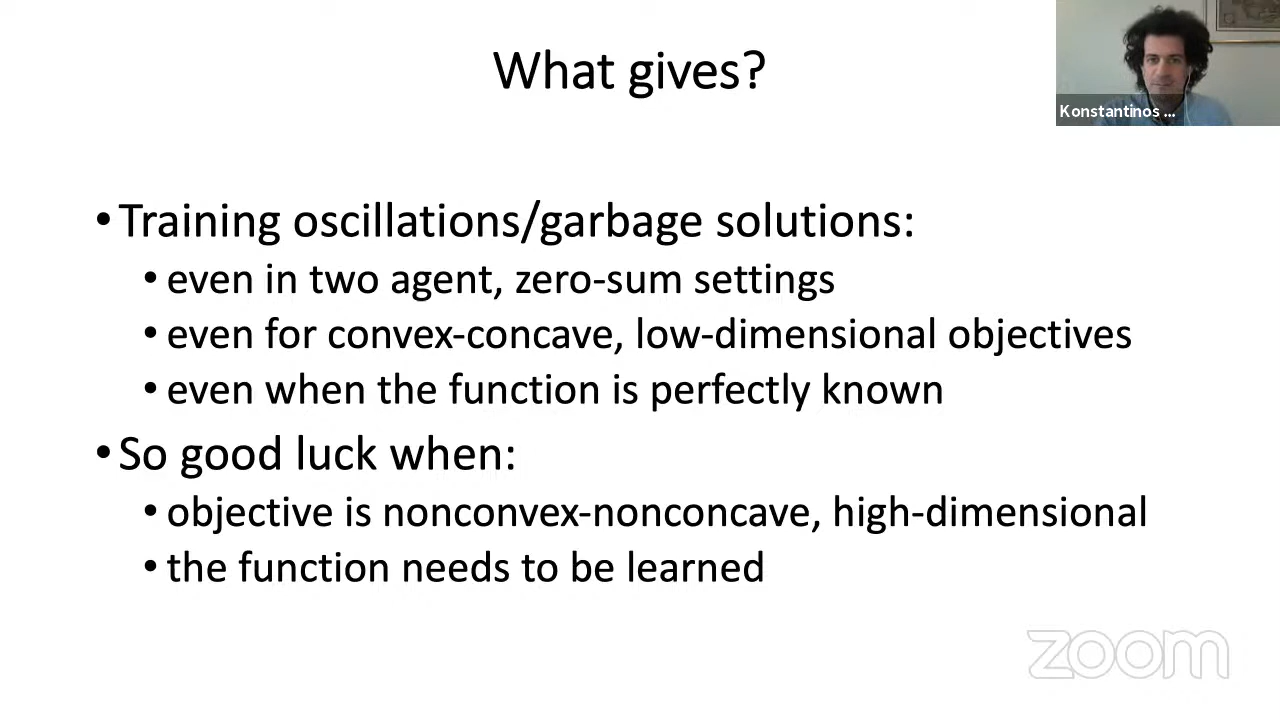 What gives?
Konstantinos ...
• Training oscillations/garbage solutions:
• even in two agent, zero-sum settings
• even for convex-concave, low-dimensional objectives
• even when the function is perfectly known
• So good luck when:
• objective is nonconvex-nonconcave, high-dimensional
• the function needs to be learned
zoom